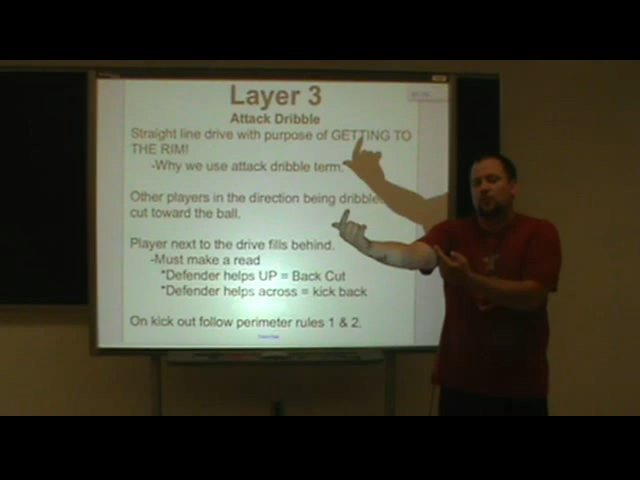 Layer 3
Attack Dribble
Straight line drive with purpose of GETTING TO
THE RIM!
-Why we use attack dribble term.
Other players in the direction being dribbled
cut toward the ball.
Player next to the drive fills behind.
-Must make a read
*Defender helps UP = Back Cut
*Defender helps across = kick back
On kick out follow perimeter rules 1 & 2.